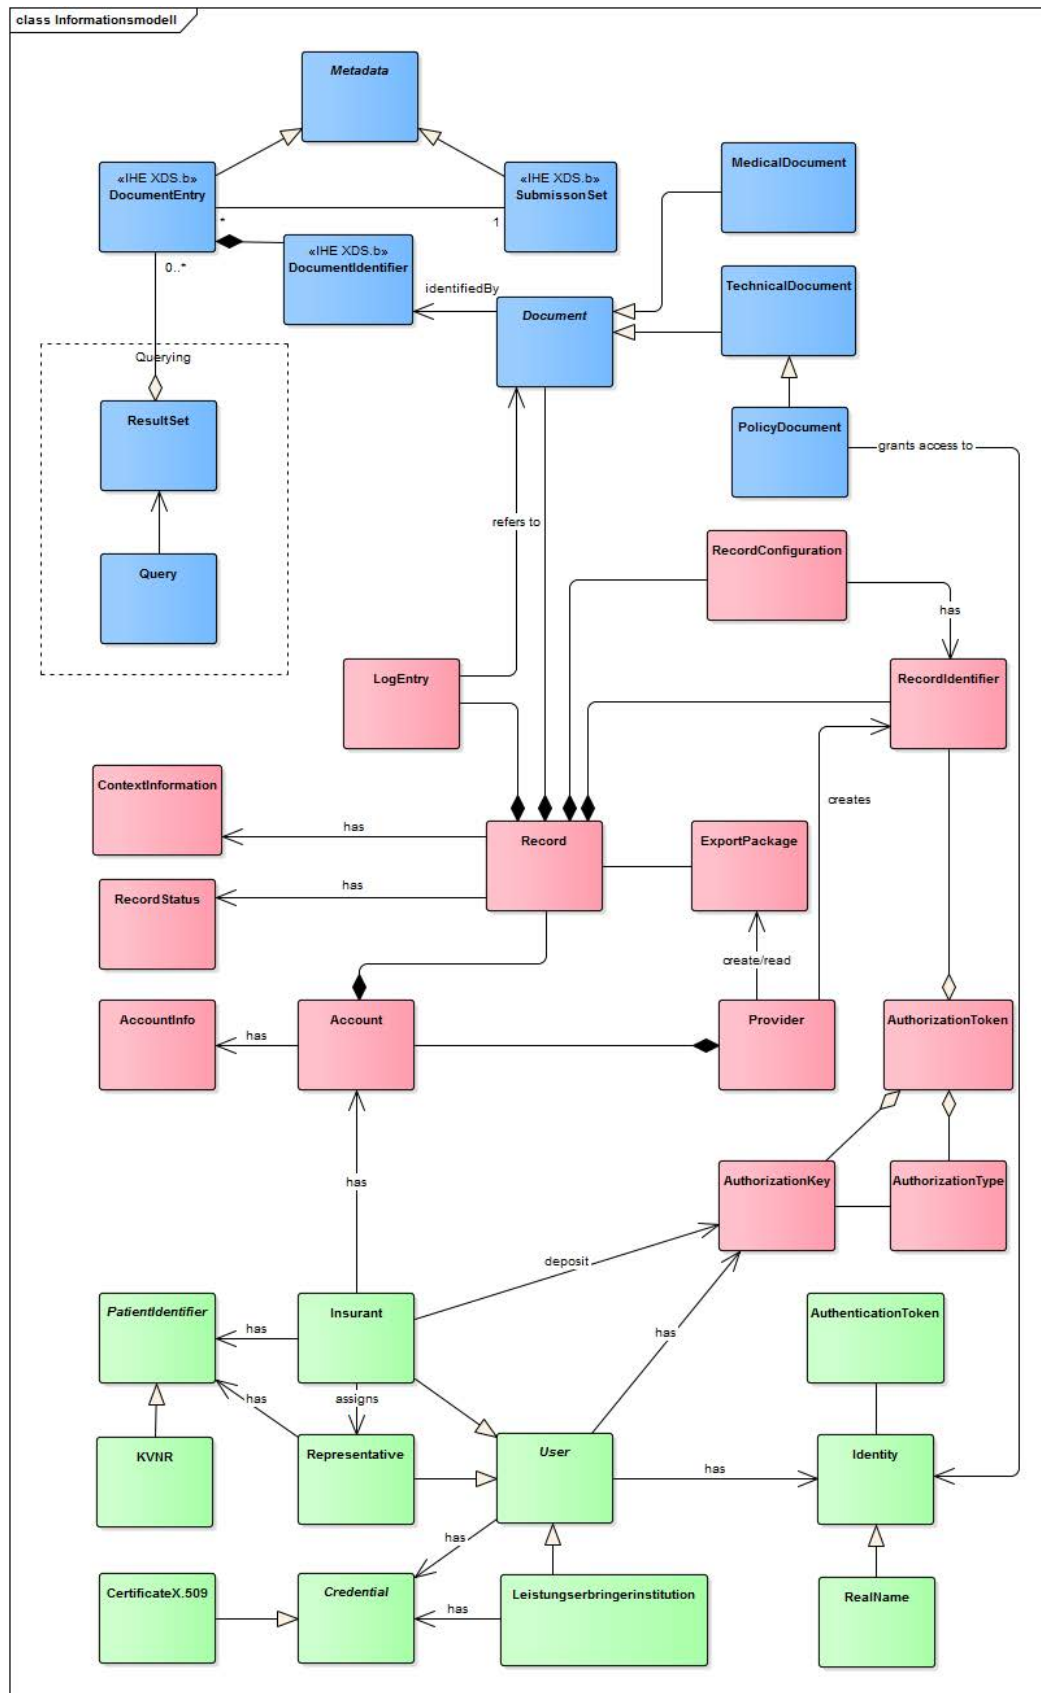 class Informationsmodell
Metadata
«IHE XDS.b»
DocumentEntry
«IHE XDS.b»
SubmissonSet
MedicalDocument
*
1
«IHE XDS.b»
DocumentIdentifier
0..*
identifiedBy
Document
TechnicalDocument
Querying
ResultSet
PolicyDocument
grants access to
refers to
Query
RecordConfiguration
has
LogEntry
RecordIdentifier
ContextInformation
has
creates
Record
ExportPackage
RecordStatus
has
create/read
AccountInfo
has
Account
Provider
AuthorizationToken
has
AuthorizationKey
AuthorizationType
deposit
PatientIdentifier
has
Insurant
AuthenticationToken
has
has
assigns
KVNR
Representative
User
has
Identity
has
CertificateX.509
Credential
has
Leistungserbringerinstitution
RealName